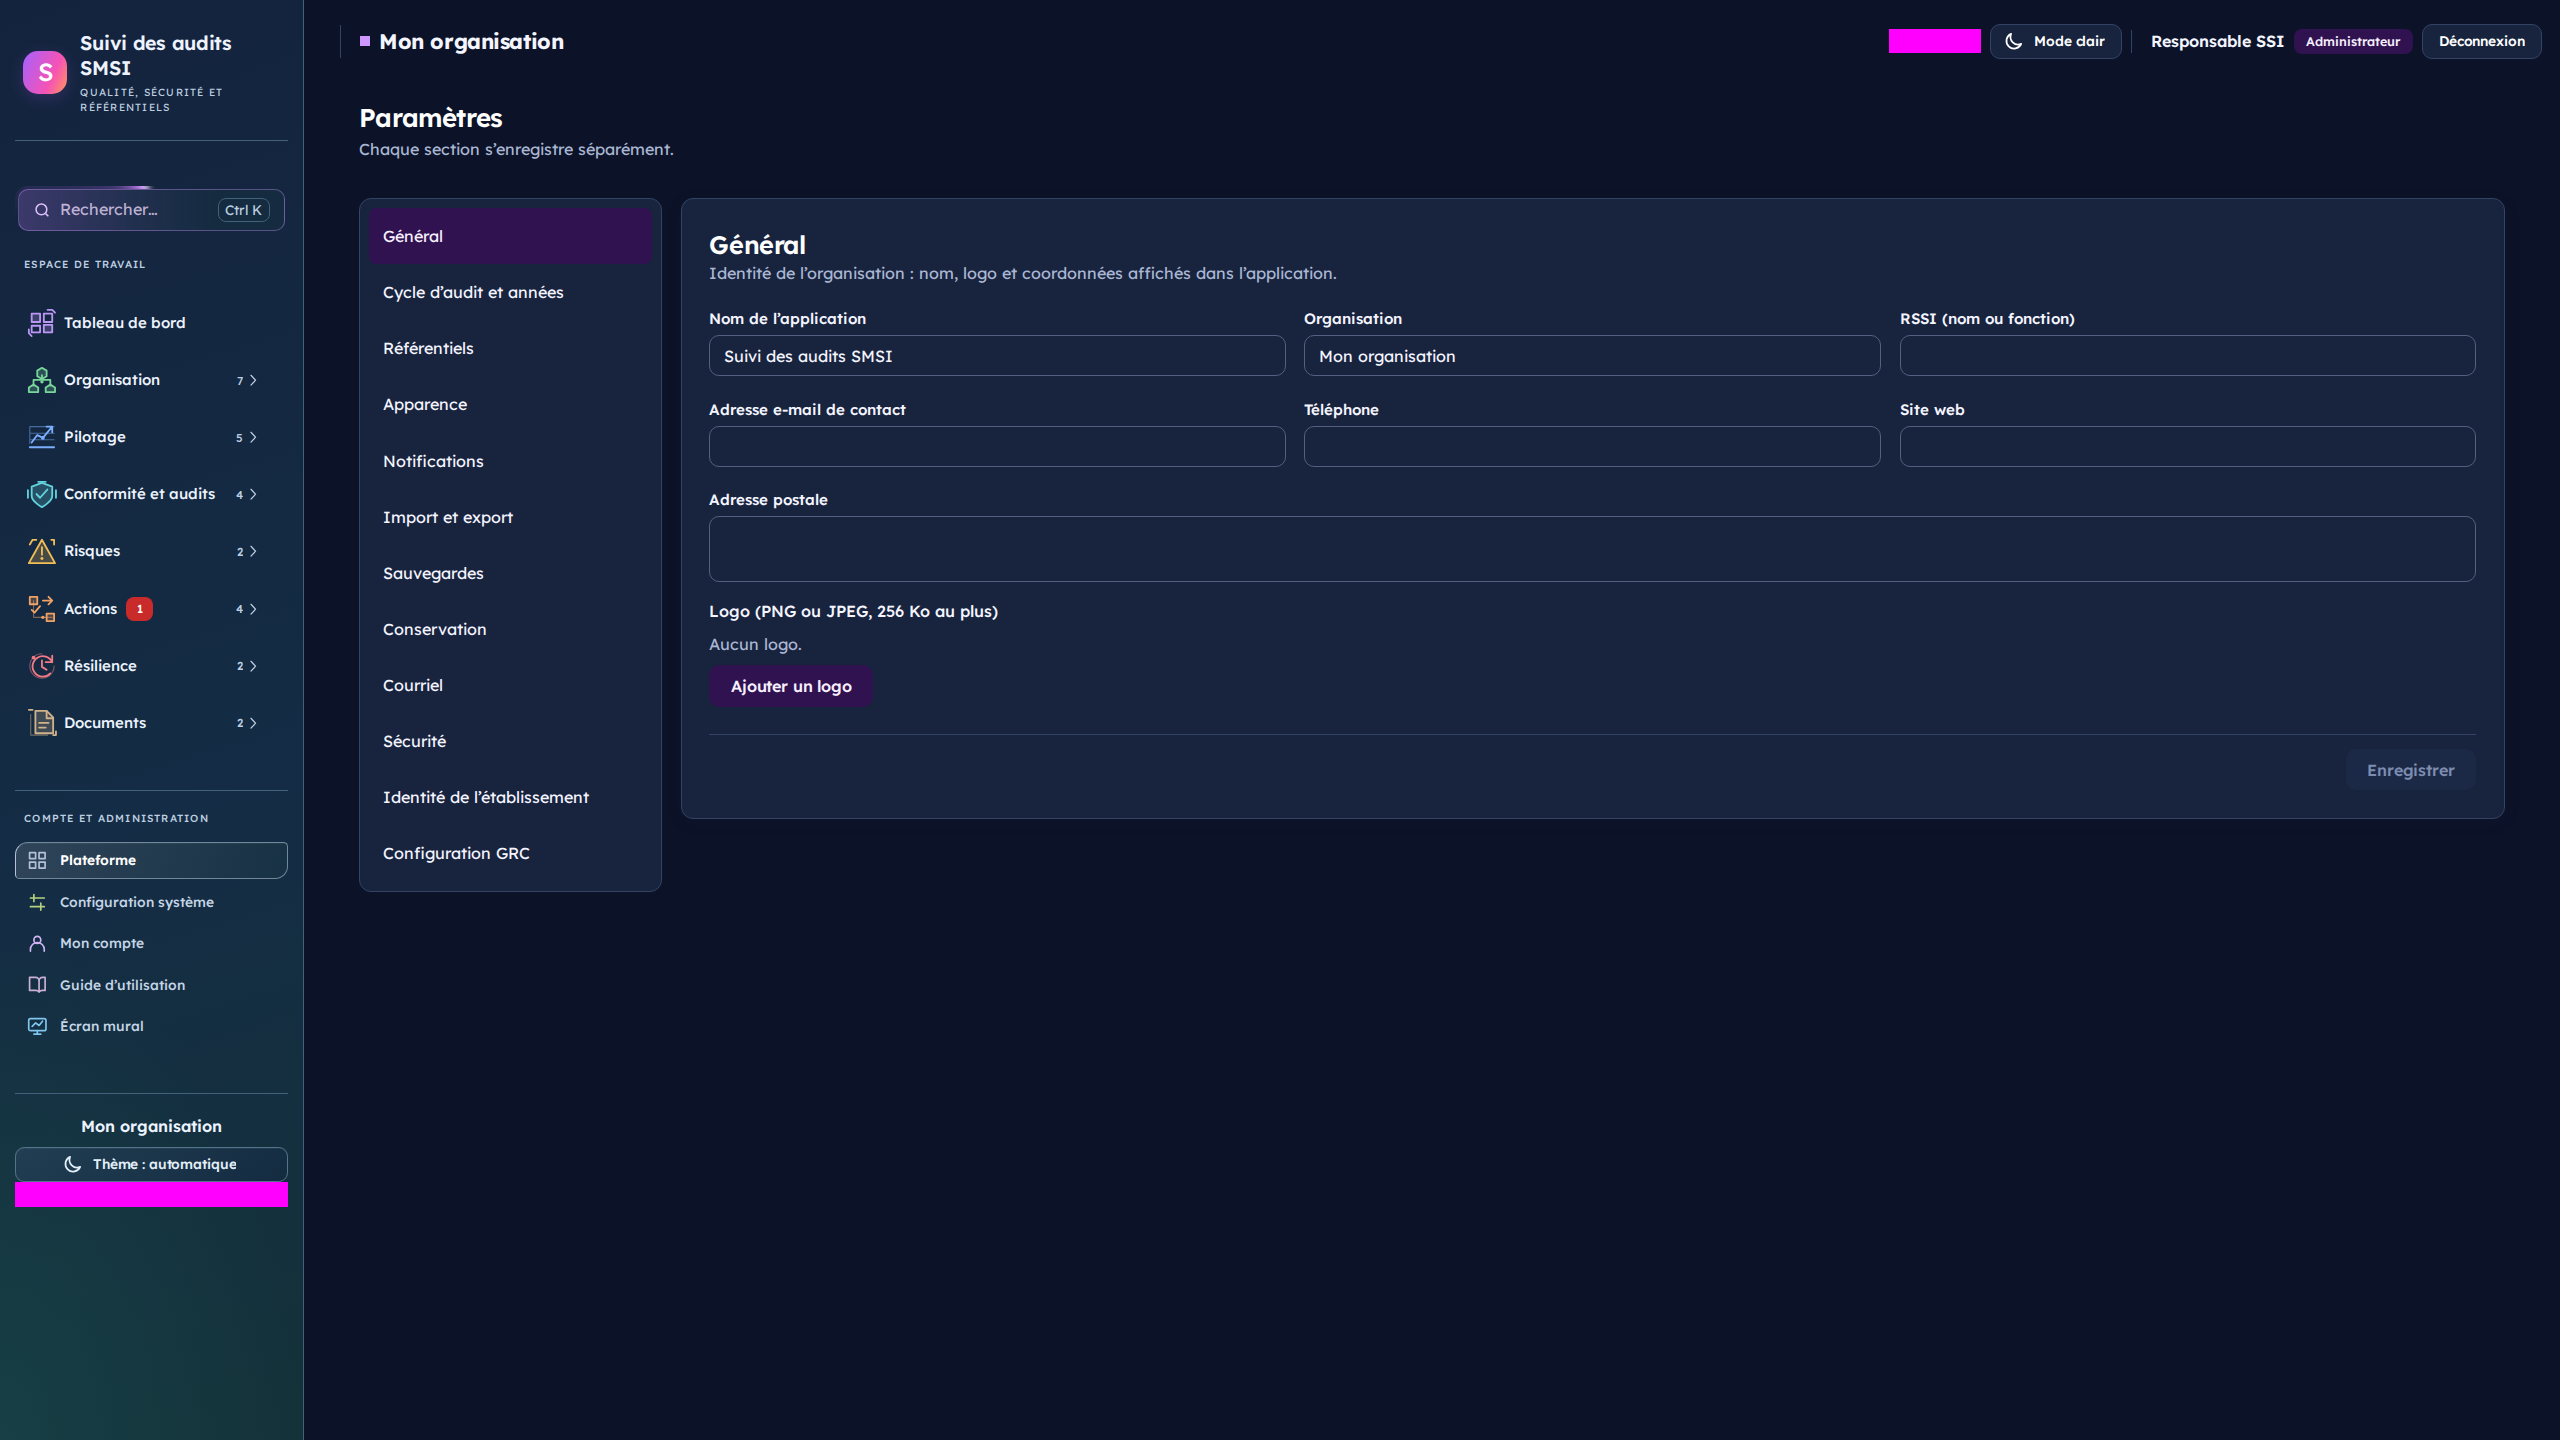 Suivi des audits
SMSI
QUALITÉ, SÉCURITÉ ET
RÉFÉRENTIELS
S
Rechercher…
Ctrl K
ESPACE DE TRAVAIL
Tableau de bord
Organisation 7
Pilotage 5
Conformité et audits 4
Risques 2
Actions 1 4
Résilience 2
Documents 2
COMPTE ET ADMINISTRATION
Plateforme
Configuration système
Mon compte
Guide d’utilisation
Écran mural
Mon organisation
Thème : automatique
Mon organisation
Mode clair
Responsable SSI
Administrateur
Déconnexion
Paramètres
Chaque section s’enregistre séparément.
Général
Cycle d’audit et années
Référentiels
Apparence
Notifications
Import et export
Sauvegardes
Conservation
Courriel
Sécurité
Identité de l’établissement
Configuration GRC
Général
Identité de l’organisation : nom, logo et coordonnées affichés dans l’application.
Nom de l’application
Suivi des audits SMSI
Organisation
Mon organisation
RSSI (nom ou fonction)
Adresse e-mail de contact
Téléphone
Site web
Adresse postale
Logo (PNG ou JPEG, 256 Ko au plus)
Aucun logo.
Ajouter un logo
Enregistrer